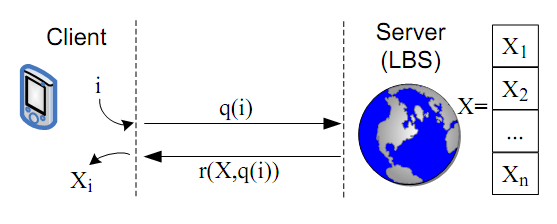 Client
Server
(LBS)
i
q(i)
r(X,q(i))
Xi
X=
X1
X2
...
Xn